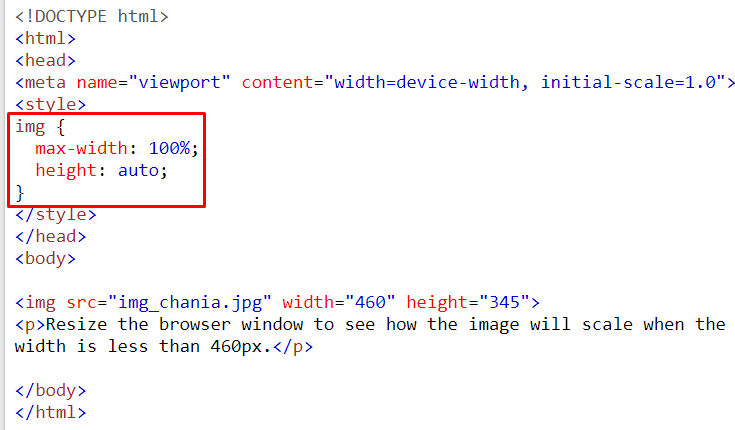 <!DOCTYPE html>
<html>
<head>
<meta name="viewport" content="width=device-width, initial-scale=1.0">
<style>
img {
  max-width: 100%;
  height: auto;
}
</style>
</head>
<body>

<img src="img_chania.jpg" width="460" height="345">
<p>Resize the browser window to see how the image will scale when the
width is less than 460px.</p>

</body>
</html>